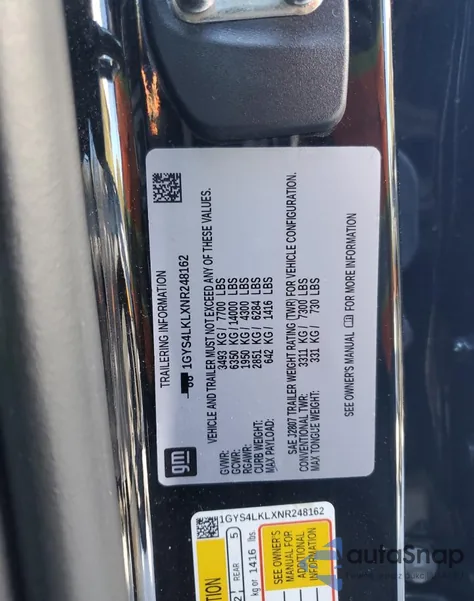 TRAILERING INFORMATION
1GYS4LKLXNR248162
VEHICLE AND TRAILER MUST NOT EXCEED ANY OF THESE VALUES.
GVWR: 3493 KG / 7700 LBS
GCWR: 6350 KG / 14000 LBS
RGAWR: 1950 KG / 4300 LBS
CURB WEIGHT: 2851 KG / 6284 LBS
MAX PAYLOAD: 642 KG / 1416 LBS
SAE J2807 TRAILER WEIGHT RATING (TWR) FOR VEHICLE CONFIGURATION.
CONVENTIONAL TWR: 3311 KG / 7300 LBS
MAX TONGUE WEIGHT: 331 KG / 730 LBS
SEE OWNER'S MANUAL FOR MORE INFORMATION
gm
1GYS4LKLXNR248162
REAR 5
kg or 1416 lbs
SEE OWNER'S
MANUAL FOR
ADDITIONAL
INFORMATION
AutoSnap